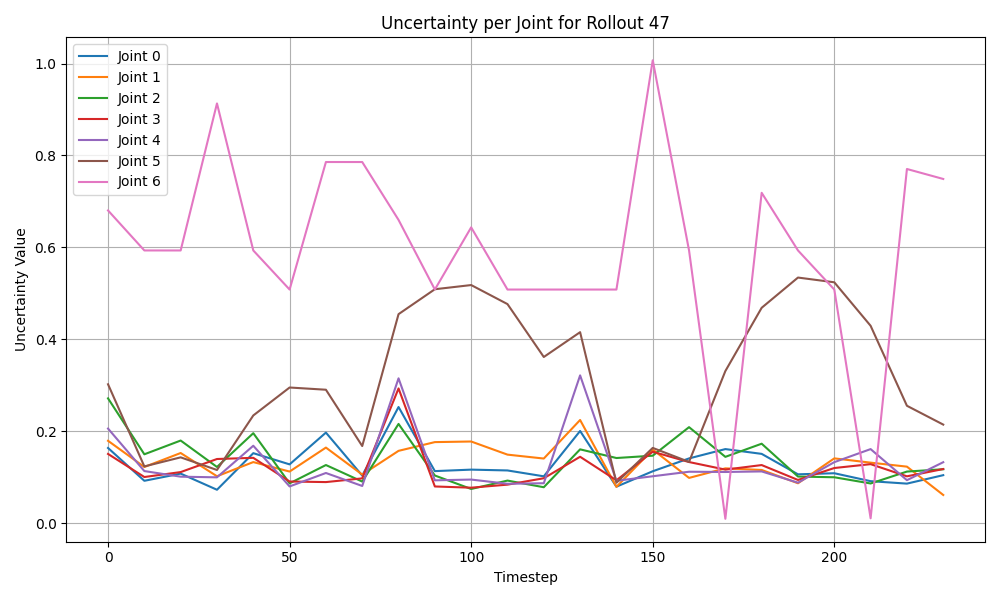 Uncertainty per Joint for Rollout 47
Joint 0
Joint 1
Joint 2
Joint 3
Joint 4
Joint 5
Joint 6
Uncertainty Value
1.0
0.8
0.6
0.4
0.2
0.0
0
50
100
150
200
Timestep